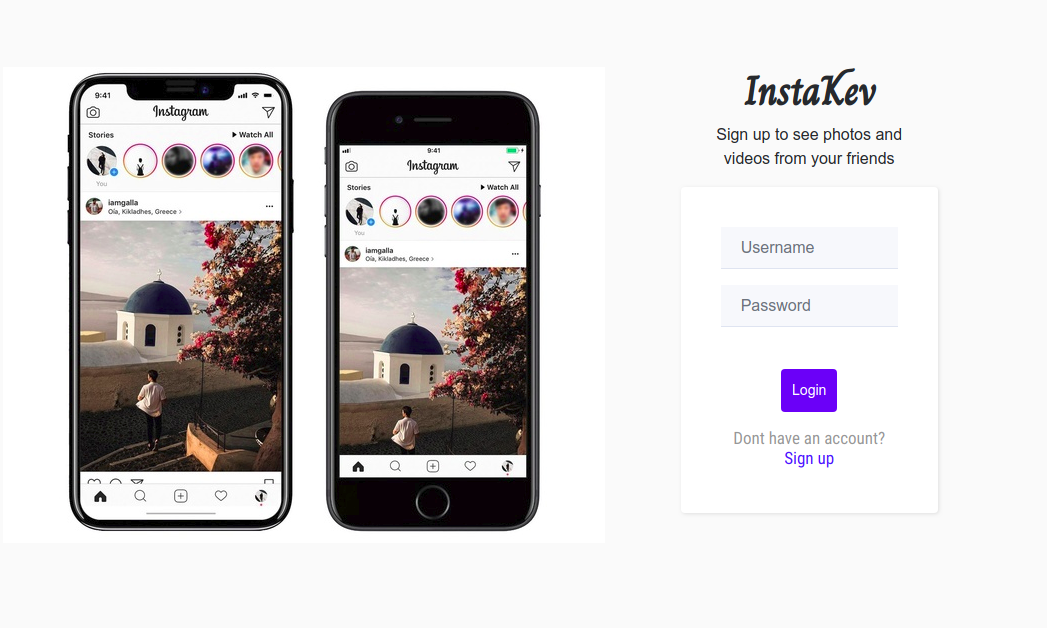 9:41
Instagram
Stories
Watch All
You
iamgalla
Oía, Kikladhes, Greece
9:41
Instagram
Stories
Watch All
You
iamgalla
Oía, Kikladhes, Greece
InstaKev
Sign up to see photos and
videos from your friends
Username
Password
Login
Dont have an account?
Sign up